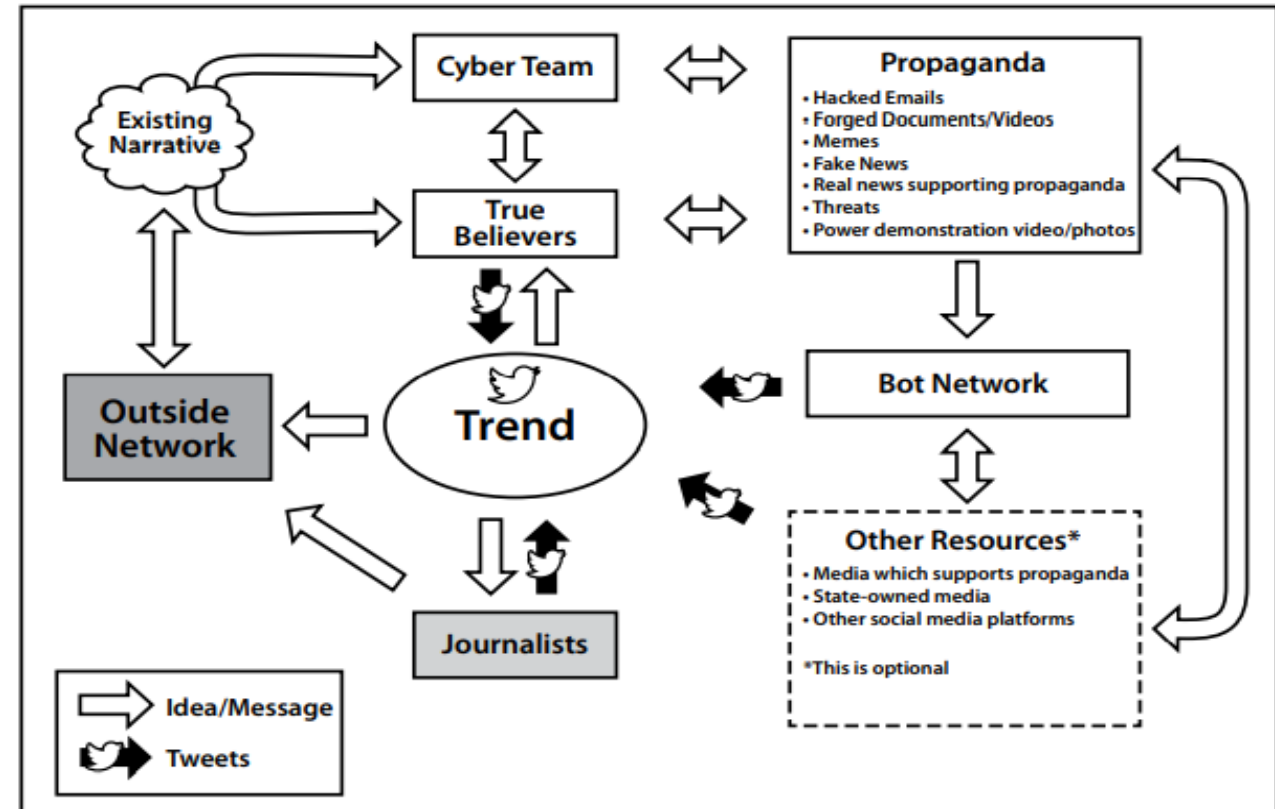 Cyber Team
Propaganda
• Hacked Emails
• Forged Documents/Videos
• Memes
• Fake News
• Real news supporting propaganda
• Threats
• Power demonstration video/photos
Existing
Narrative
True
Believers
Outside
Network
Trend
Bot Network
Other Resources*
• Media which supports propaganda
• State-owned media
• Other social media platforms
*This is optional
Journalists
Idea/Message
Tweets